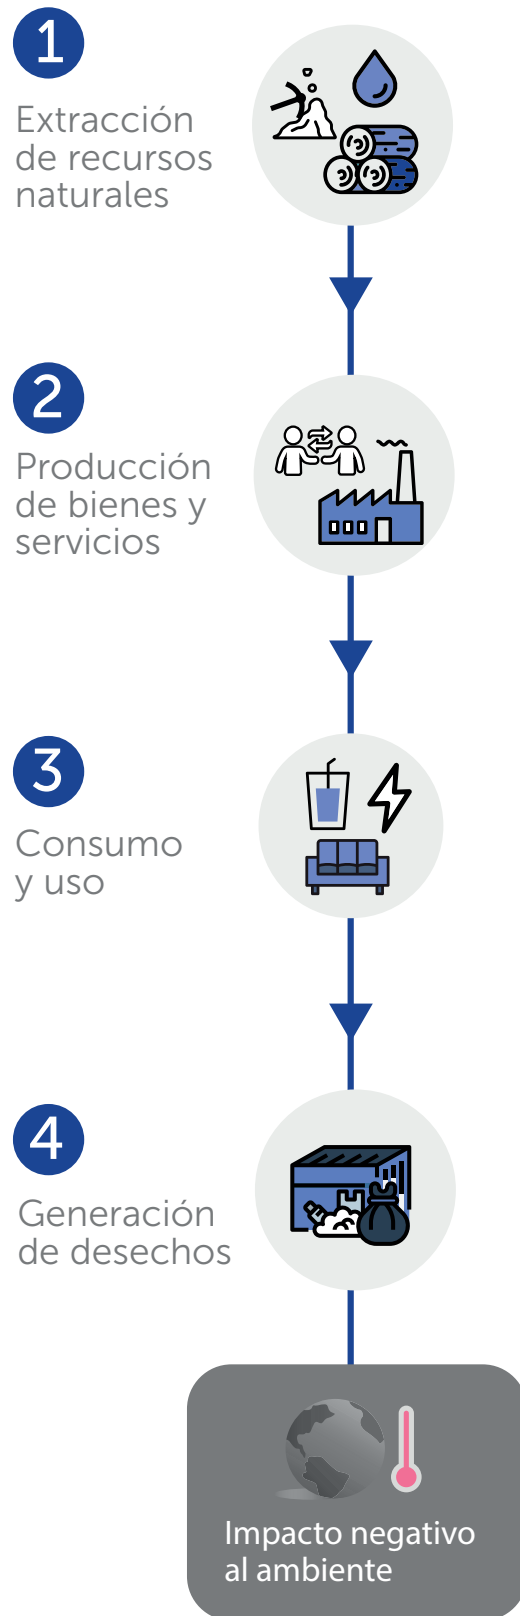 1
Extracción
de recursos
naturales
2
Producción
de bienes y
servicios
3
Consumo
y uso
4
Generación
de desechos
Impacto negativo
al ambiente